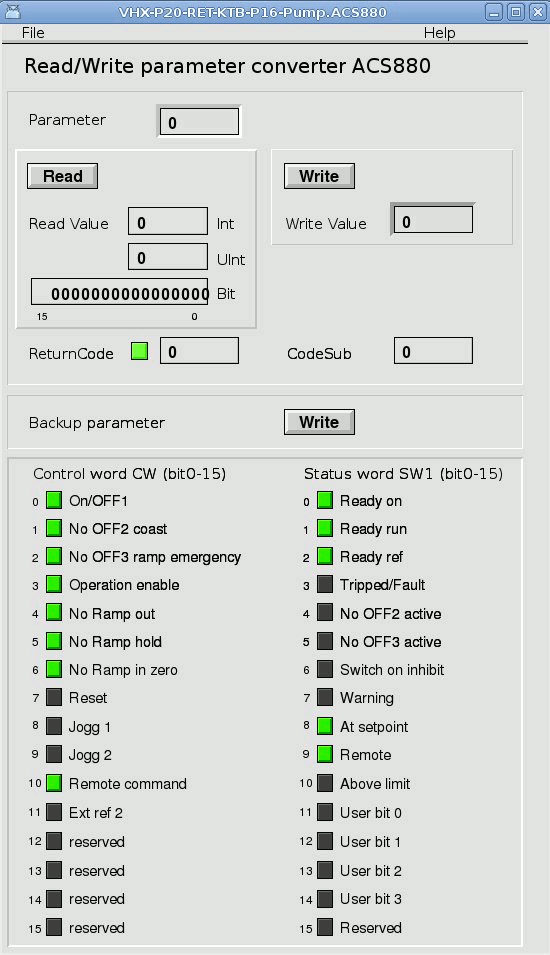 VHX-P20-RET-KTB-P16-Pump.ACS880
File Help
Read/Write parameter converter ACS880
Parameter 0
Read Write
Read Value 0 Int Write Value 0
0 UInt
0000000000000000 Bit
15 0
ReturnCode 0 CodeSub 0
Backup parameter Write
Control word CW (bit0-15) Status word SW1 (bit0-15)
0 On/OFF1 0 Ready on
1 No OFF2 coast 1 Ready run
2 No OFF3 ramp emergency 2 Ready ref
3 Operation enable 3 Tripped/Fault
4 No Ramp out 4 No OFF2 active
5 No Ramp hold 5 No OFF3 active
6 No Ramp in zero 6 Switch on inhibit
7 Reset 7 Warning
8 Jogg 1 8 At setpoint
9 Jogg 2 9 Remote
10 Remote command 10 Above limit
11 Ext ref 2 11 User bit 0
12 reserved 12 User bit 1
13 reserved 13 User bit 2
14 reserved 14 User bit 3
15 reserved 15 Reserved